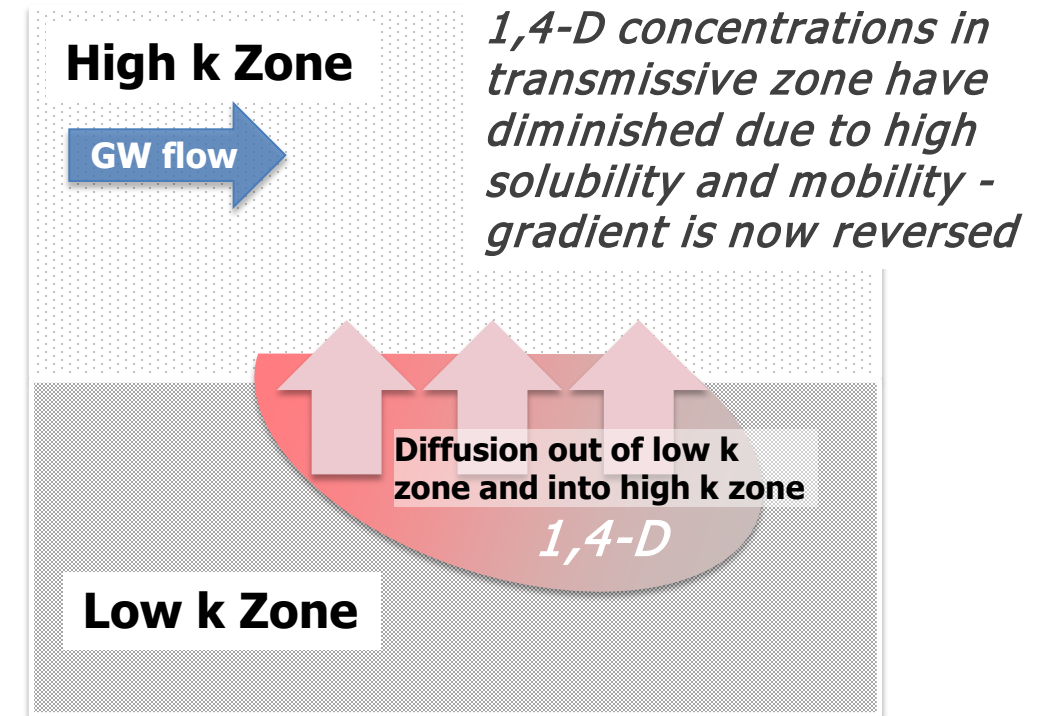 High k Zone
GW flow
1,4-D concentrations in
transmissive zone have
diminished due to high
solubility and mobility -
gradient is now reversed
Diffusion out of low k
zone and into high k zone
1,4-D
Low k Zone